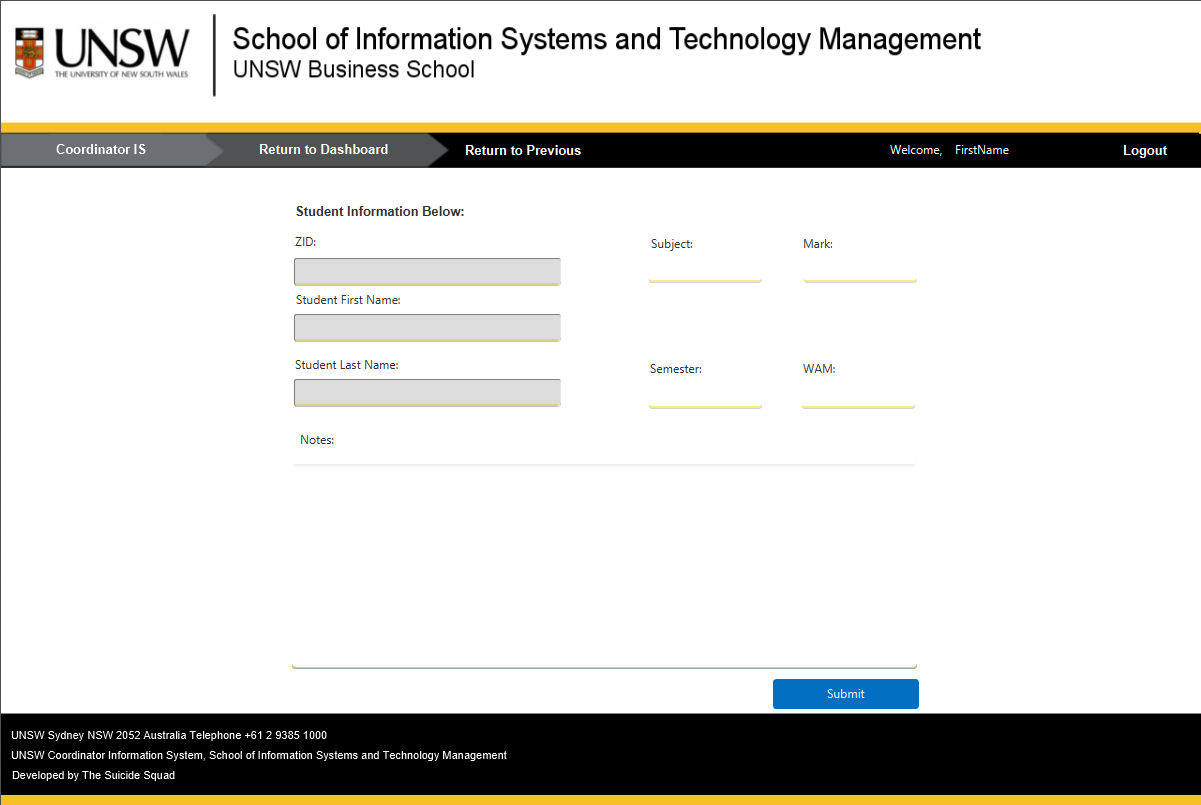 UNSW
THE UNIVERSITY OF NEW SOUTH WALES
School of Information Systems and Technology Management
UNSW Business School
Coordinator IS
Return to Dashboard
Return to Previous
Welcome, FirstName
Logout
Student Information Below:
ZID:
Subject:
Mark:
Student First Name:
Student Last Name:
Semester:
WAM:
Notes:
Submit
UNSW Sydney NSW 2052 Australia Telephone +61 2 9385 1000
UNSW Coordinator Information System, School of Information Systems and Technology Management
Developed by The Suicide Squad